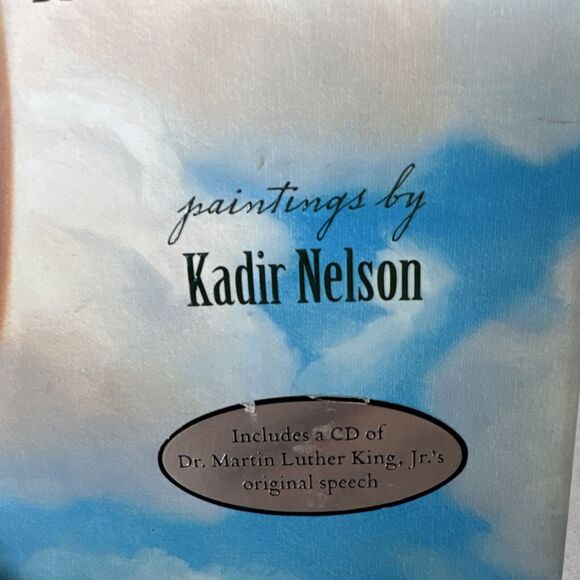 paintings by
Kadir Nelson
Includes a CD of
Dr. Martin Luther King, Jr.'s
original speech